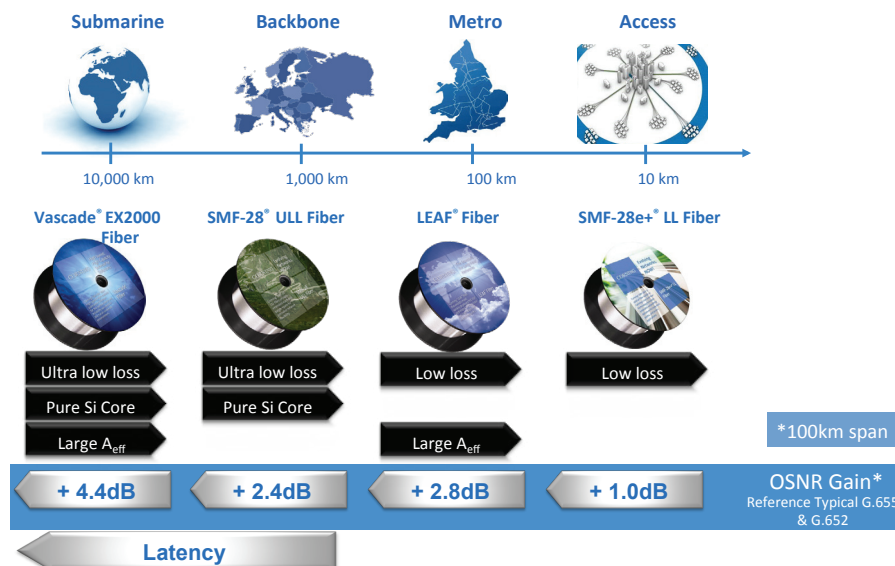 Submarine
Backbone
Metro
Access
10,000 km
1,000 km
100 km
10 km
Vascade® EX2000
Fiber
SMF-28® ULL Fiber
LEAF® Fiber
SMF-28e+® LL Fiber
Ultra low loss
Ultra low loss
Low loss
Low loss
Pure Si Core
Pure Si Core
Large Aeff
Large Aeff
*100km span
+ 4.4dB
+ 2.4dB
+ 2.8dB
+ 1.0dB
OSNR Gain*
Reference Typical G.655
& G.652
Latency